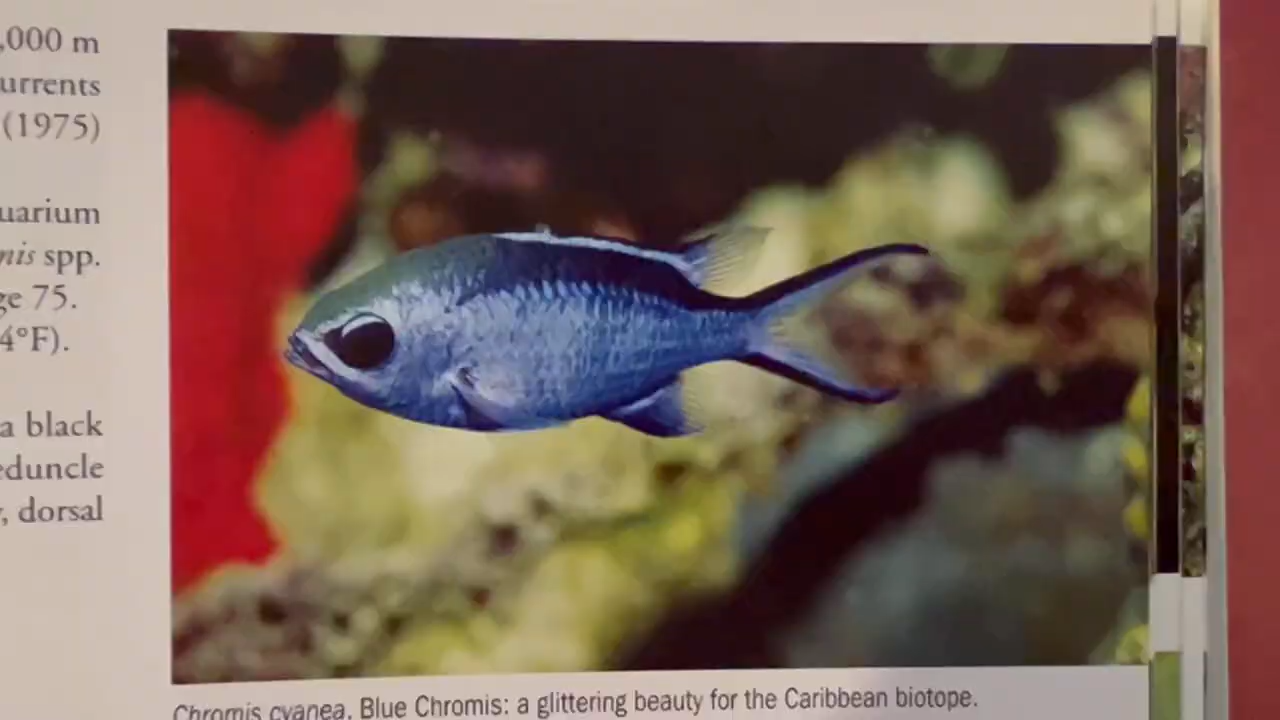 ,000 m
urrents
(1975)
uarium
nis spp.
ge 75.
4°F).
a black
eduncle
, dorsal
Chromis cyanea, Blue Chromis: a glittering beauty for the Caribbean biotope.